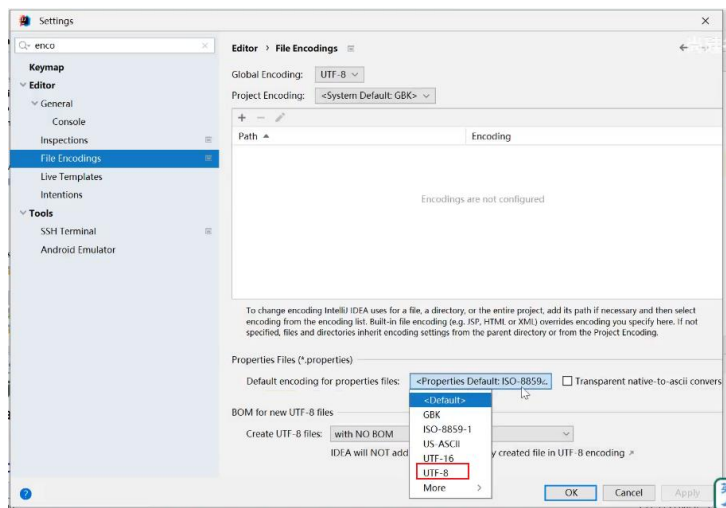 Settings
enco
Keymap
Editor
General
Console
Inspections
File Encodings
Live Templates
Intentions
Tools
SSH Terminal
Android Emulator
Editor > File Encodings
Global Encoding: UTF-8
Project Encoding: <System Default: GBK>
Path
Encoding
Encodings are not configured
To change encoding IntelliJ IDEA uses for a file, a directory, or the entire project, add its path if necessary and then select
encoding from the encoding list. Built-in file encoding (e.g. JSP, HTML or XML) overrides encoding you specify here. If not
specified, files and directories inherit encoding settings from the parent directory or from the Project Encoding.
Properties Files (*.properties)
Default encoding for properties files: <Properties Default: ISO-8859 Transparent native-to-ascii convers
<Default>
GBK
ISO-8859-1
US-ASCII
UTF-16
UTF-8
More
BOM for new UTF-8 files
Create UTF-8 files: with NO BOM
IDEA will NOT add y created file in UTF-8 encoding
OK
Cancel
Apply